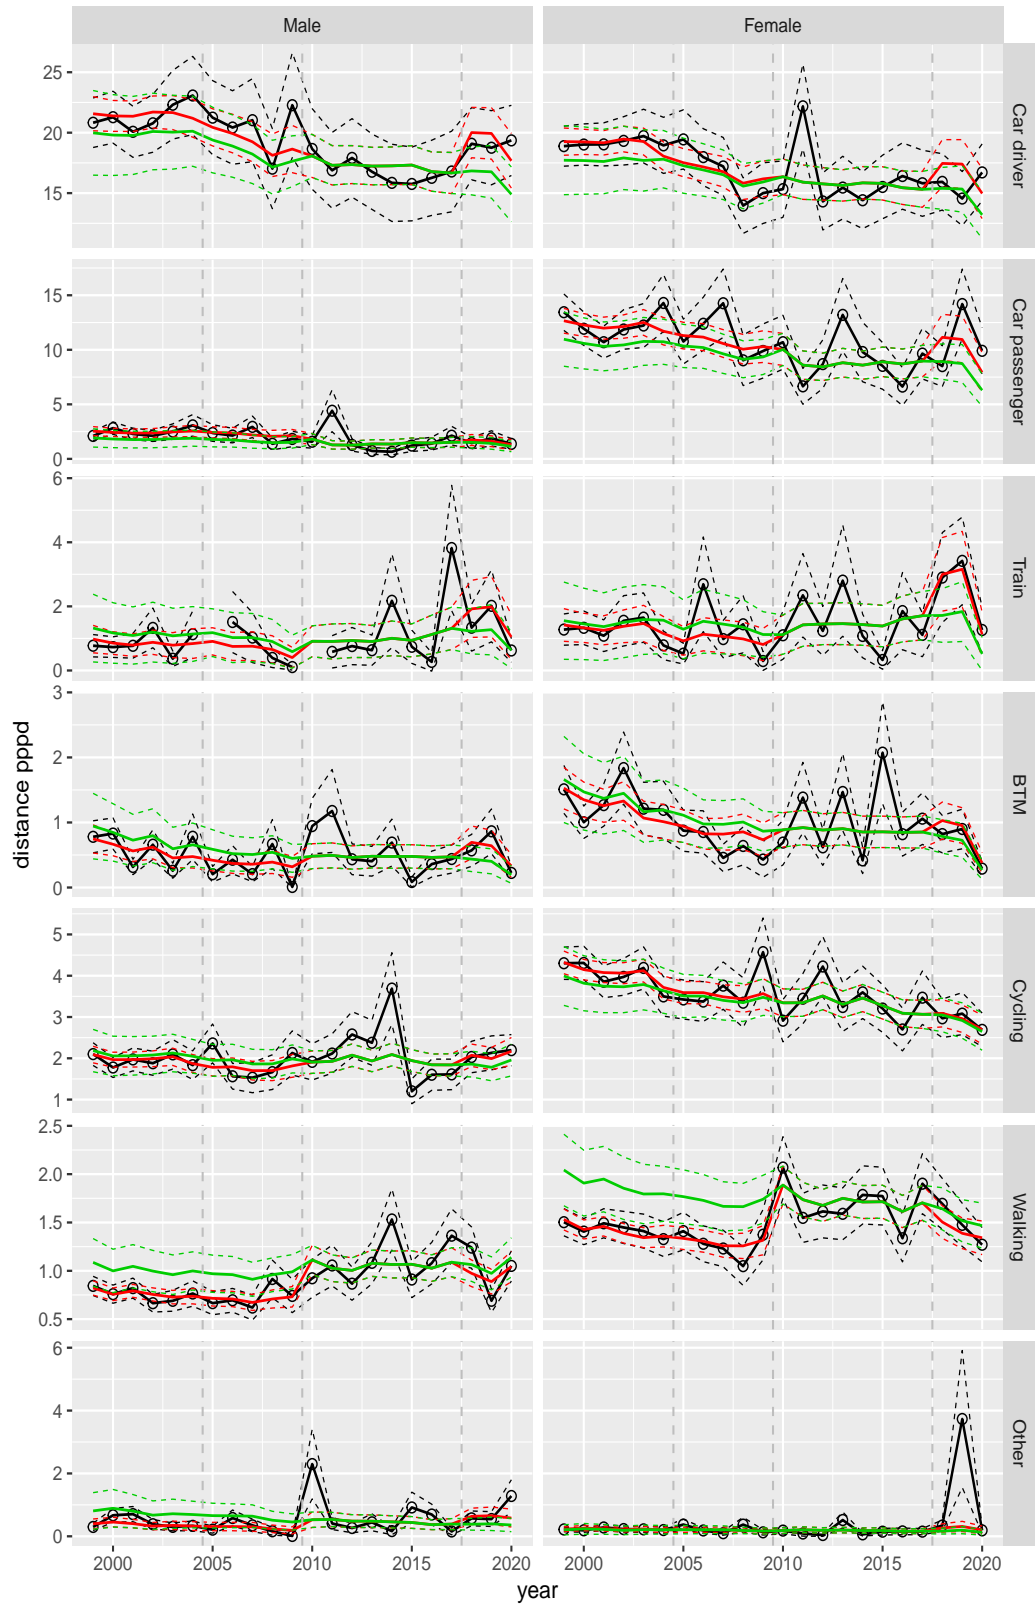 Male Female
25
20
15
Car driver
15
10
5
0
Car passenger
6
4
2
0
Train
3
2
1
0
BTM
distance pppd
5
4
3
2
1
Cycling
2.5
2.0
1.5
1.0
0.5
Walking
6
4
2
0
Other
2000 2005 2010 2015 2020 2000 2005 2010 2015 2020
year